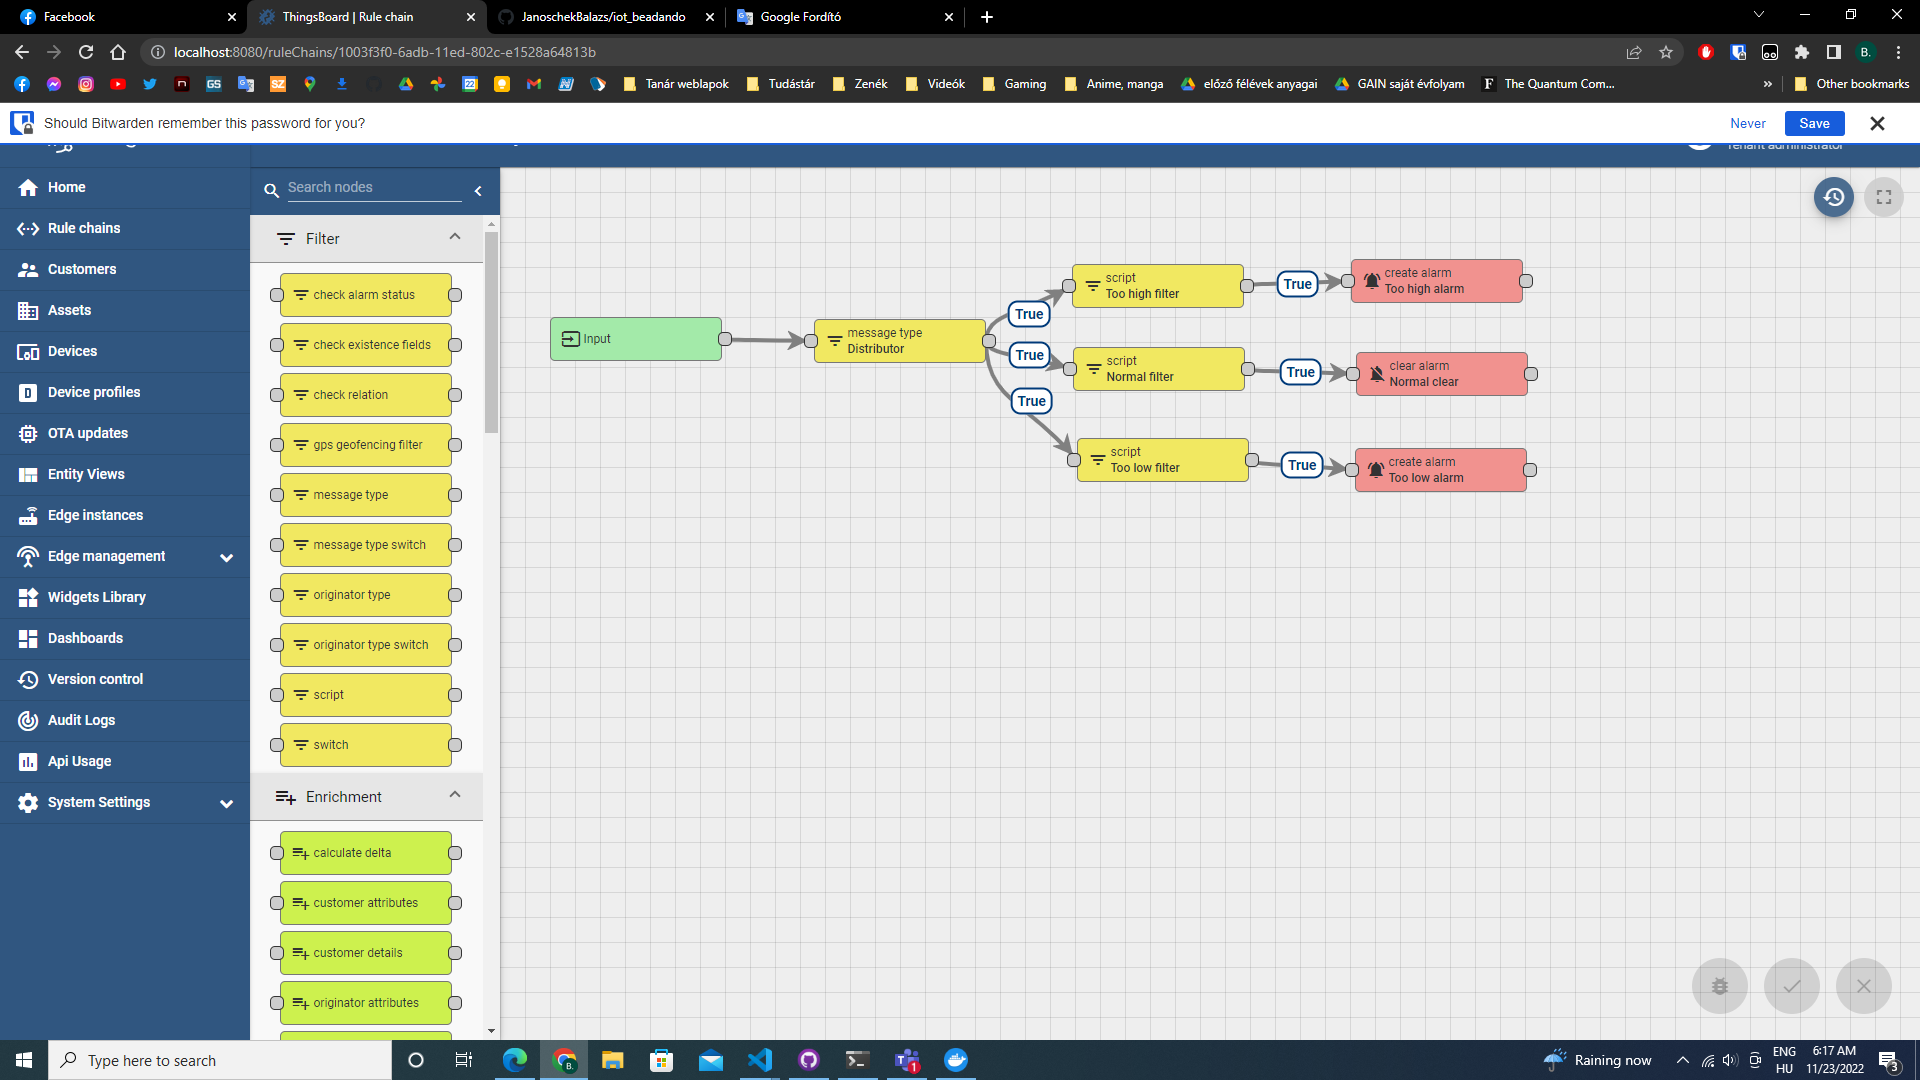 Facebook
ThingsBoard | Rule chain
JanoschekBalazs/iot_beadando
Google Fordító
localhost:8080/ruleChains/1003f3f0-6adb-11ed-802c-e1528a64813b
B.
GS
SZ
22
Tanár weblapok
Tudástár
Zenék
Videók
Gaming
Anime, manga
előző félévek anyagai
GAIN saját évfolyam
F
The Quantum Com...
»
Other bookmarks
Should Bitwarden remember this password for you?
Never
Save
Tenant administrator
Home
Rule chains
Customers
Assets
Devices
Device profiles
OTA updates
Entity Views
Edge instances
Edge management
Widgets Library
Dashboards
Version control
Audit Logs
Api Usage
System Settings
Search nodes
Filter
check alarm status
check existence fields
check relation
gps geofencing filter
message type
message type switch
originator type
originator type switch
script
switch
Enrichment
calculate delta
customer attributes
customer details
originator attributes
Input
message type
Distributor
True
True
True
script
Too high filter
True
create alarm
Too high alarm
script
Normal filter
True
clear alarm
Normal clear
script
Too low filter
True
create alarm
Too low alarm
Type here to search
B.
1
Raining now
ENG
HU
6:17 AM
11/23/2022
3